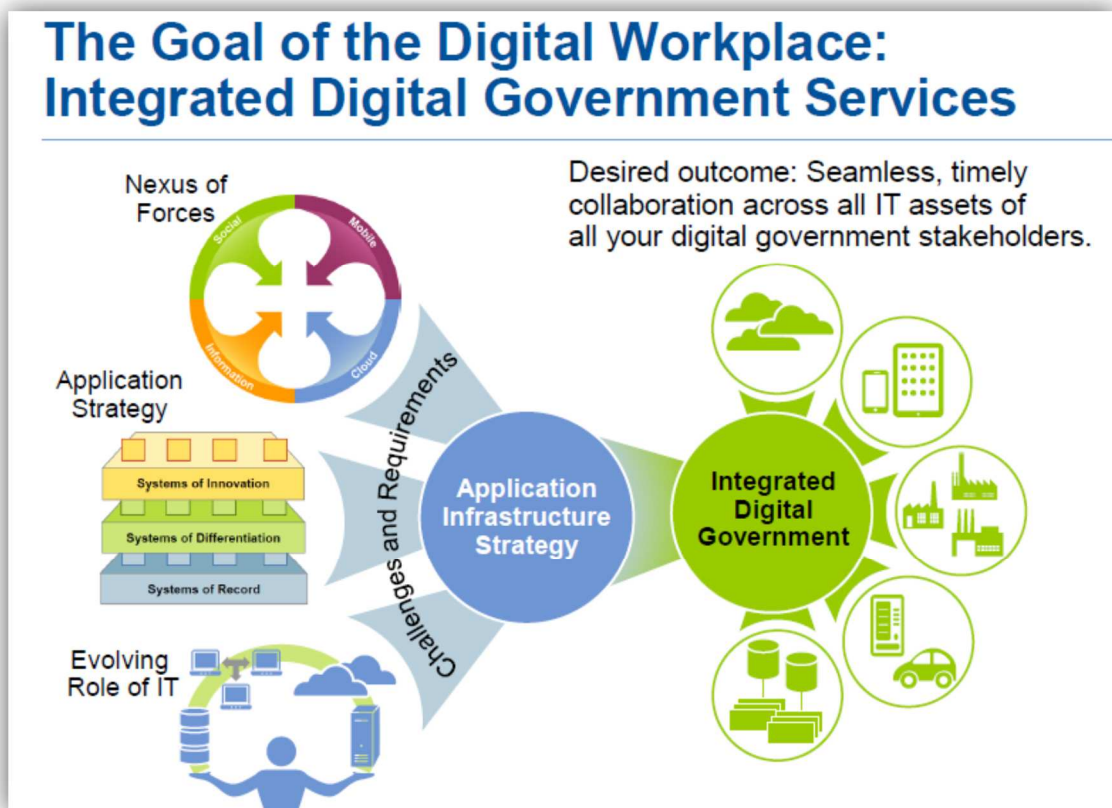 The Goal of the Digital Workplace:
Integrated Digital Government Services
Nexus of
Forces
Desired outcome: Seamless, timely
collaboration across all IT assets of
all your digital government stakeholders.
Social
Mobile
Information
Cloud
Application
Strategy
Systems of Innovation
Systems of Differentiation
Systems of Record
Evolving
Role of IT
Challenges and Requirements
Application
Infrastructure
Strategy
Integrated
Digital
Government